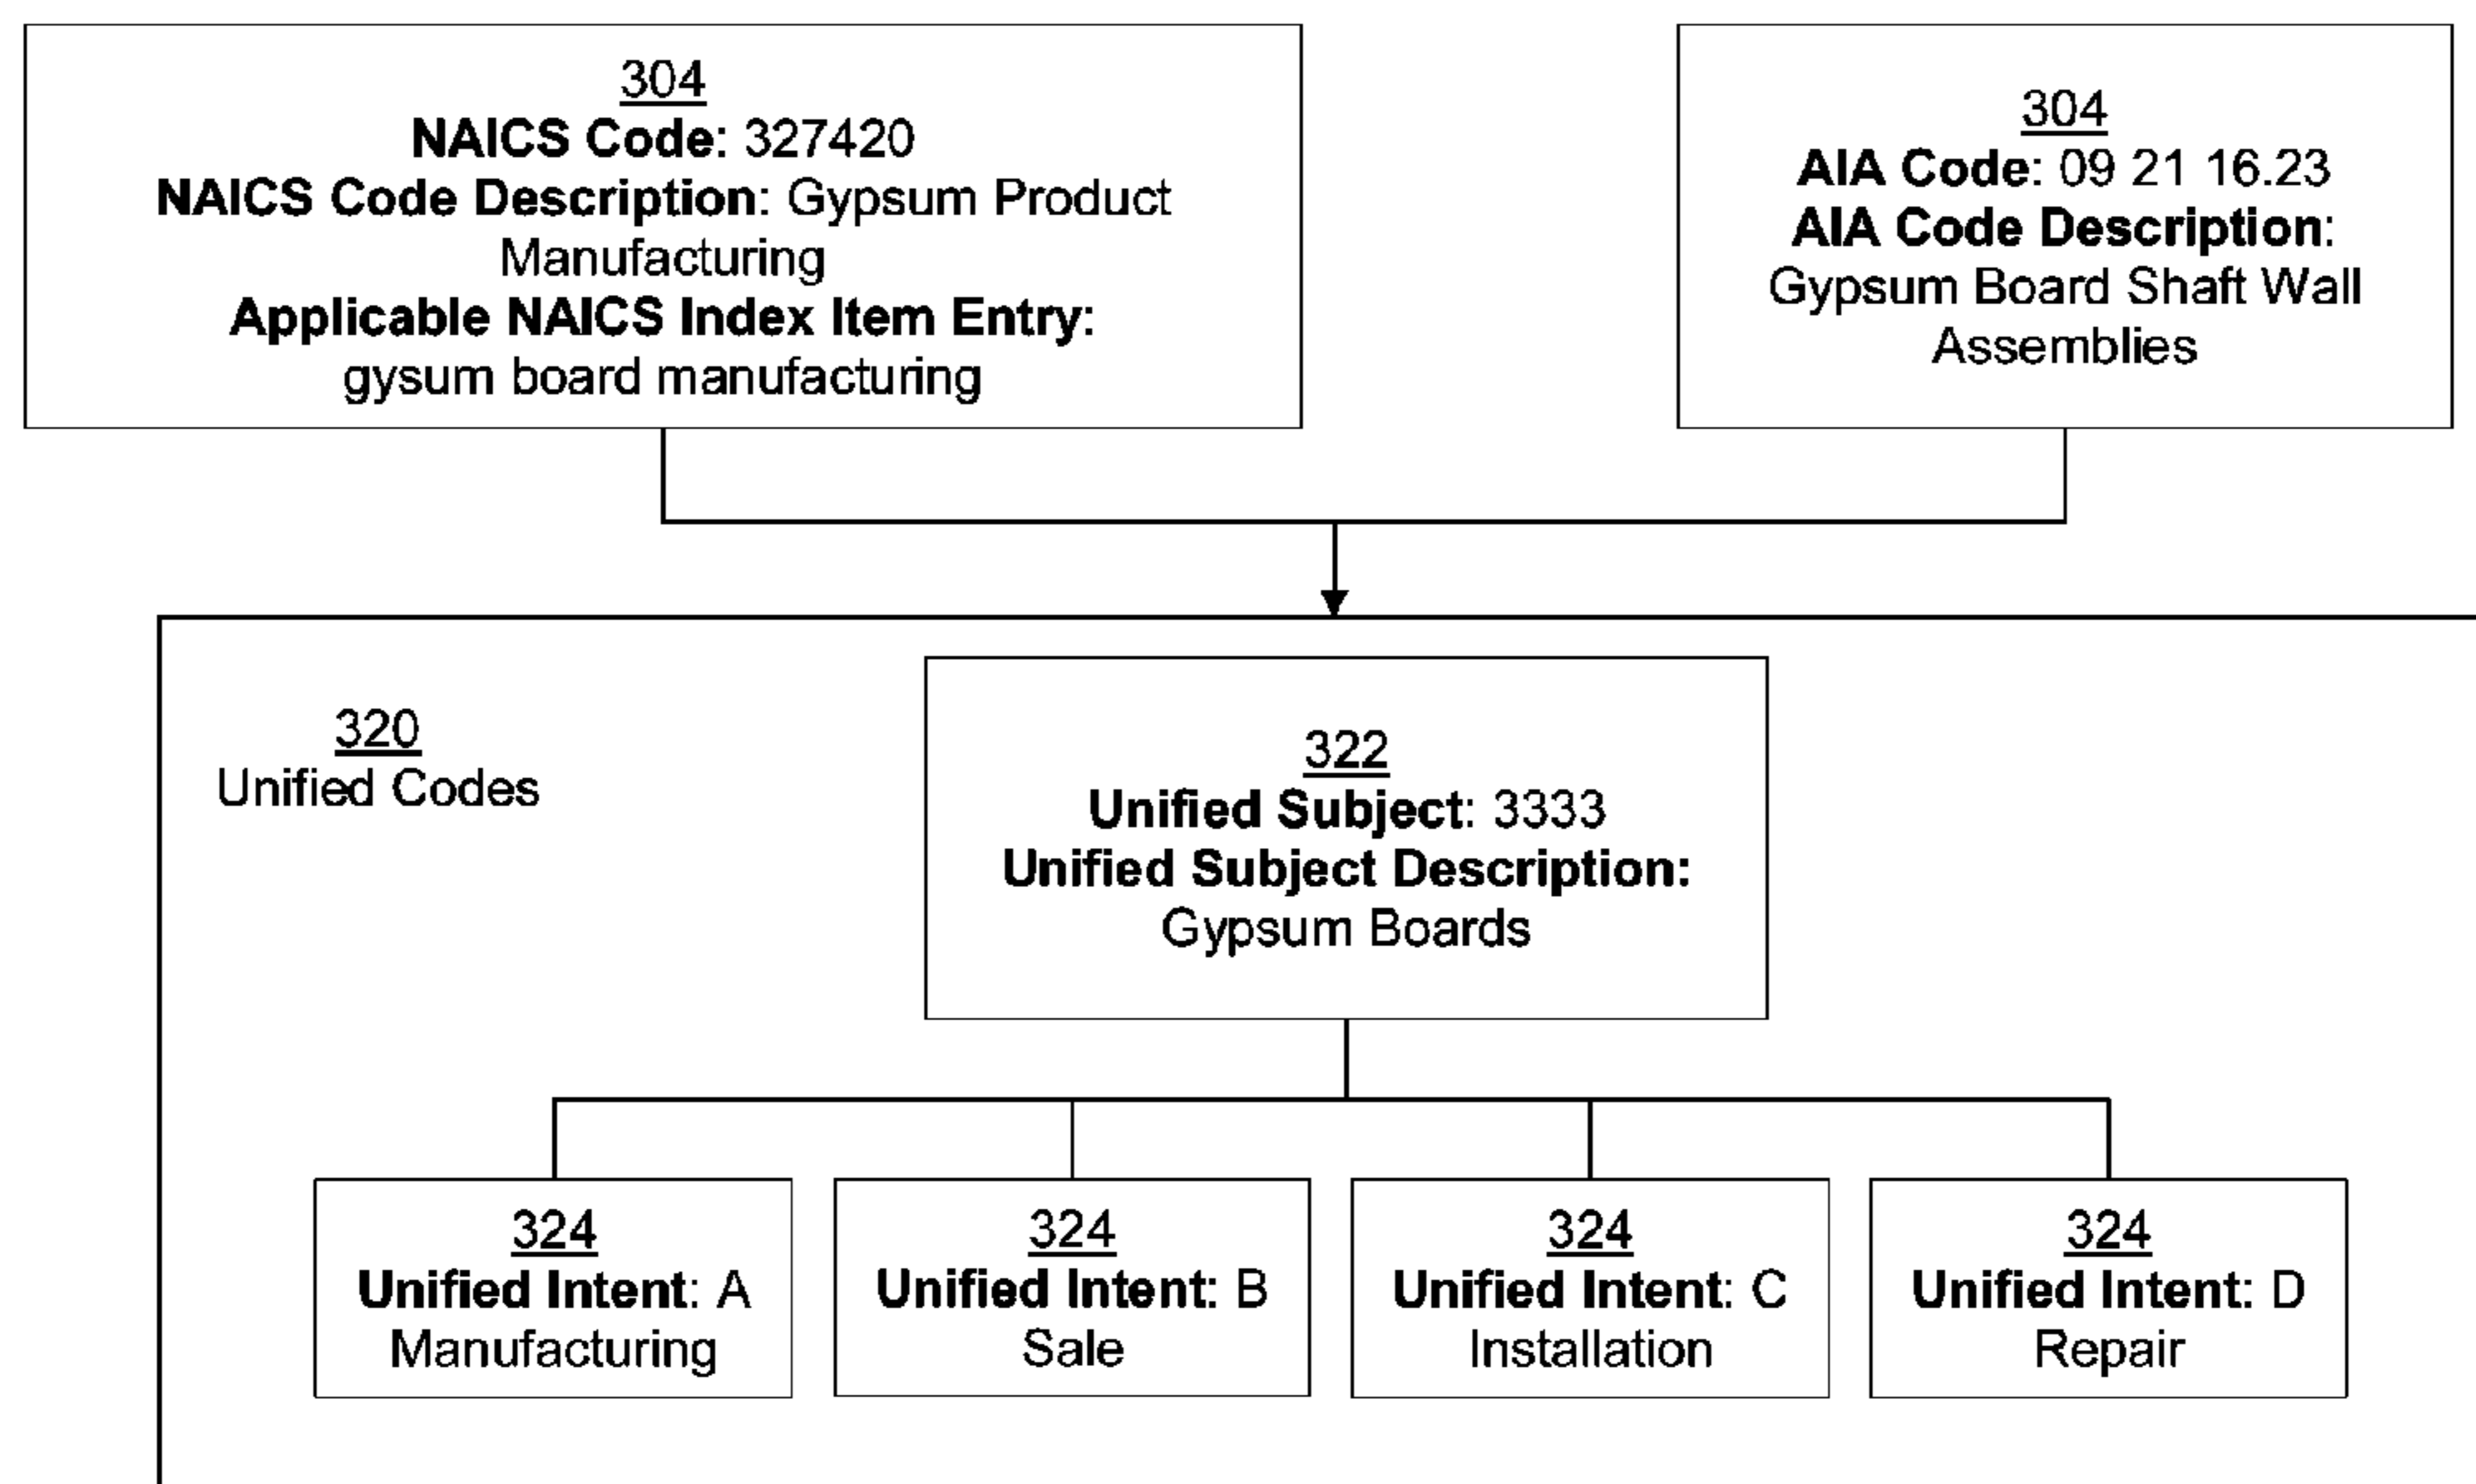 304
NAICS Code: 327420
NAICS Code Description: Gypsum Product
Manufacturing
Applicable NAICS Index Item Entry:
gysum board manufacturing
304
AIA Code: 09 21 16.23
AIA Code Description:
Gypsum Board Shaft Wall
Assemblies
320
Unified Codes
322
Unified Subject: 3333
Unified Subject Description:
Gypsum Boards
324
Unified Intent: A
Manufacturing
324
Unified Intent: B
Sale
324
Unified Intent: C
Installation
324
Unified Intent: D
Repair